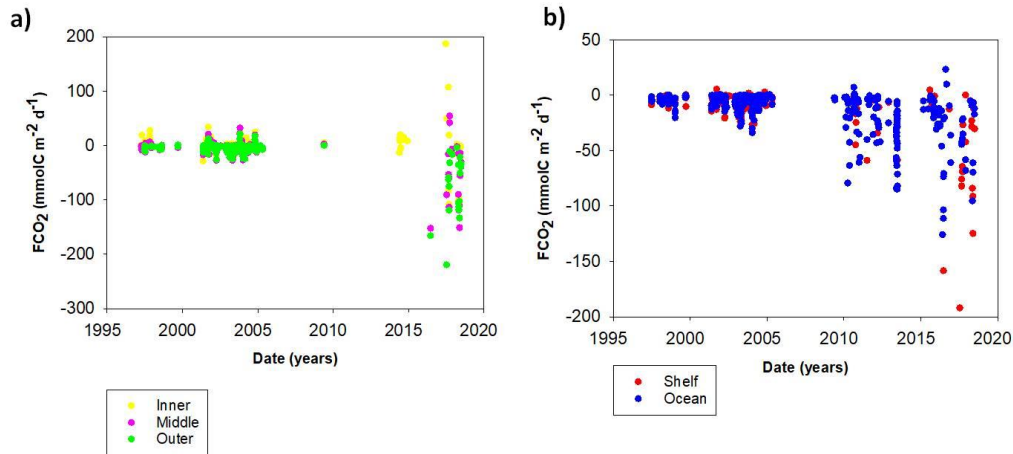 a)
200
100
0
-100
-200
-300
FCO₂ (mmolC m⁻² d⁻¹)
1995 2000 2005 2010 2015 2020
Date (years)
Inner
Middle
Outer
b)
50
0
-50
-100
-150
-200
FCO₂ (mmolC m⁻² d⁻¹)
1995 2000 2005 2010 2015 2020
Date (years)
Shelf
Ocean